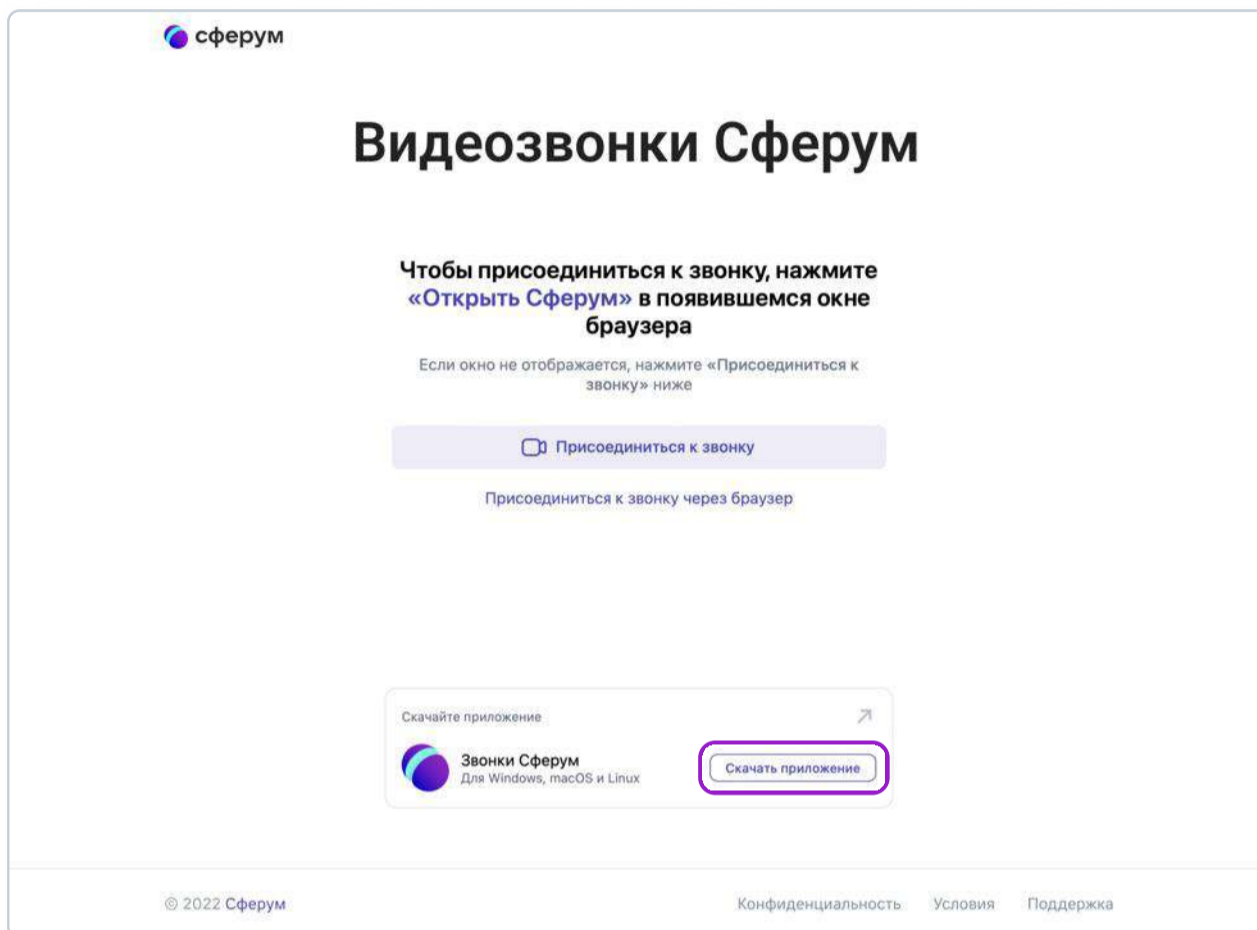 сферум
Видеозвонки Сферум
Чтобы присоединиться к звонку, нажмите
«Открыть Сферум» в появившемся окне
браузера
Если окно не отображается, нажмите «Присоединиться к
звонку» ниже
Присоединиться к звонку
Присоединиться к звонку через браузер
Скачайте приложение
Звонки Сферум
Для Windows, macOS и Linux
Скачать приложение
© 2022 Сферум
Конфиденциальность Условия Поддержка